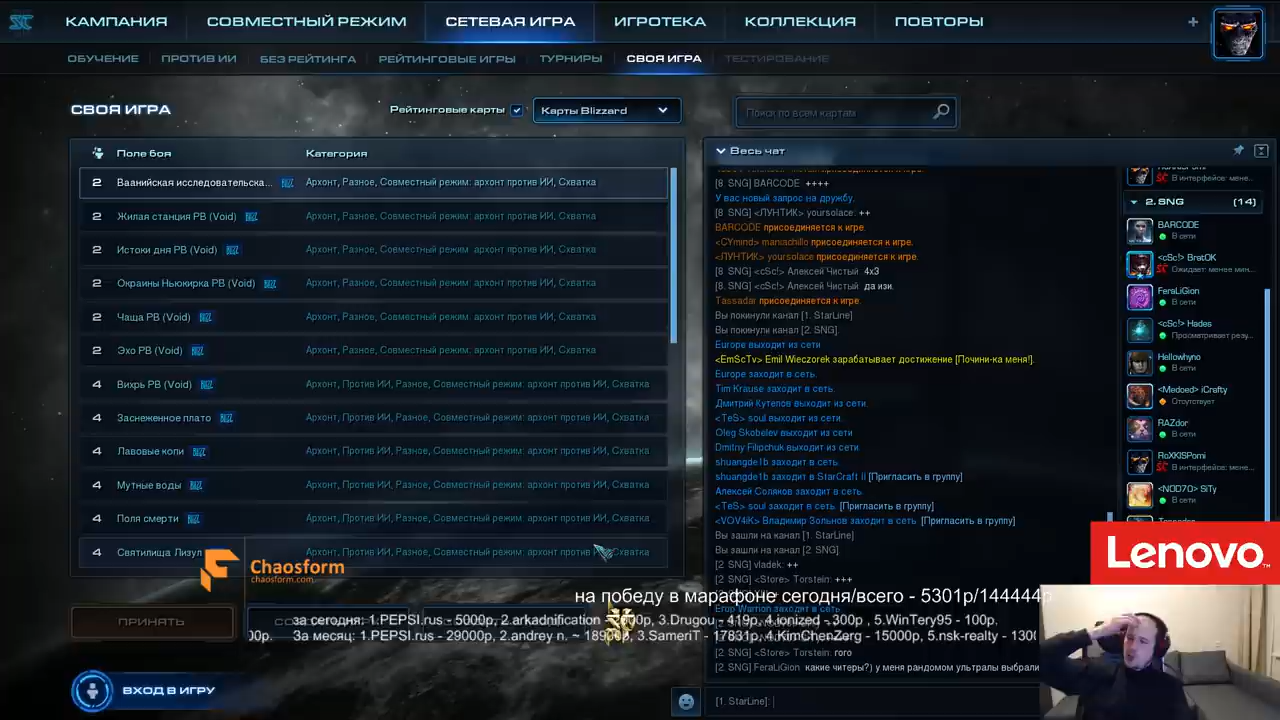 КАМПАНИЯ
СОВМЕСТНЫЙ РЕЖИМ
СЕТЕВАЯ ИГРА
ИГРОТЕКА
КОЛЛЕКЦИЯ
ПОВТОРЫ
ОБУЧЕНИЕ
ПРОТИВ ИИ
БЕЗ РЕЙТИНГА
РЕЙТИНГОВЫЕ ИГРЫ
ТУРНИРЫ
СВОЯ ИГРА
ТЕСТИРОВАНИЕ
СВОЯ ИГРА
Рейтинговые карты
Карты Blizzard
Поиск по всем картам
Поле боя
Категория
2 Ваанийская исследовательска... Архонт, Разное, Совместный режим: архонт против ИИ, Схватка
2 Жилая станция РВ (Void) Архонт, Разное, Совместный режим: архонт против ИИ, Схватка
2 Истоки дня РВ (Void) Архонт, Разное, Совместный режим: архонт против ИИ, Схватка
2 Окраины Ньюкирка РВ (Void) Архонт, Разное, Совместный режим: архонт против ИИ, Схватка
2 Чаща РВ (Void) Архонт, Разное, Совместный режим: архонт против ИИ, Схватка
2 Эхо РВ (Void) Архонт, Разное, Совместный режим: архонт против ИИ, Схватка
4 Вихрь РВ (Void) Архонт, Против ИИ, Разное, Совместный режим: архонт против ИИ, Схватка
4 Заснеженное плато Архонт, Против ИИ, Разное, Совместный режим: архонт против ИИ, Схватка
4 Лавовые копи Архонт, Против ИИ, Разное, Совместный режим: архонт против ИИ, Схватка
4 Мутные воды Архонт, Против ИИ, Разное, Совместный режим: архонт против ИИ, Схватка
4 Поля смерти Архонт, Против ИИ, Разное, Совместный режим: архонт против ИИ, Схватка
4 Святилища Лизул Архонт, Против ИИ, Разное, Совместный режим: архонт против Схватка
Chaosform
chaosform.com
ПРИНЯТЬ
ВХОД В ИГРУ
Весь чат
[8. SNG] BARCODE: ++++
У вас новый запрос на дружбу.
[8. SNG] <ЛУНТИК> yoursolace: ++
BARCODE присоединяется к игре.
<CYmind> maniachillo присоединяется к игре.
<ЛУНТИК> yoursolace присоединяется к игре.
[8. SNG] <cSc!> Алексей Чистый: 4x3
[8. SNG] <cSc!> Алексей Чистый: да изи.
Tassadar присоединяется к игре.
Вы покинули канал [1. StarLine]
Вы покинули канал [2. SNG].
Europe выходит из сети
<EmScTv> Emil Wieczorek зарабатывает достижение [Почини-ка меня!].
Europe заходит в сеть.
Tim Krause заходит в сеть.
Дмитрий Кутепов выходит из сети.
<TeS> soul выходит из сети.
Oleg Skobelev выходит из сети
Dmitriy Filipchuk выходит из сети.
shuangde1b заходит в сеть.
shuangde1b заходит в StarCraft II [Пригласить в группу]
Алексей Соляков заходит в сеть.
<TeS> soul заходит в сеть. [Пригласить в группу]
<VOV4iK> Владимир Зольнов заходит в сеть. [Пригласить в группу]
Вы зашли на канал [1. StarLine]
Вы зашли на канал [2. SNG].
[2. SNG] vladek: ++
[2. SNG] <Store> Torstein: +++
Егор Warrion заходит в сеть.
[2. SNG] <Store> Torstein: гого
[2. SNG] FeraLiGion: какие читеры?) у меня рандомом ультралы выбрали
[1. StarLine]:
В интерфейсе: мене...
2. SNG (14)
BARCODE
В сети
<cSc!> BratOK
Ожидает: менее мин...
FeraLiGion
В сети
<cSc!> Hades
Просматривает резу...
Hellowhyno
В сети
<Medoed> iCrafty
Отсутствует
RAZdor
В сети
RoXKISPomi
В интерфейсе: мене...
<NOD70> SiTy
В сети
Lenovo.
на победу в марафоне сегодня/всего - 5301р/144444р
за сегодня: 1.PEPSI.rus - 5000р, 2.arkadnification 3.Drugou - 419р, 4.ionized - 300р , 5.WinTery95 - 100р.
00р. За месяц: 1.PEPSI.rus - 29000р, 2.andrey n. ~ 3.SameriT - 17831р, 4.KimChenZerg - 15000р, 5.nsk-realty - 1300